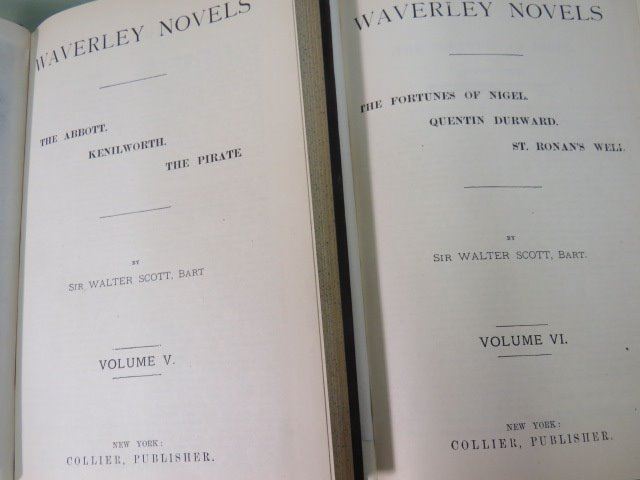 WAVERLEY NOVELS
THE ABBOTT.
KENILWORTH.
THE PIRATE
BY
SIR WALTER SCOTT, BART
VOLUME V.
NEW YORK:
COLLIER, PUBLISHER.
WAVERLEY NOVELS
THE FORTUNES OF NIGEL.
QUENTIN DURWARD.
ST. RONAN'S WELL.
BY
SIR WALTER SCOTT, BART.
VOLUME VI.
NEW YORK:
COLLIER, PUBLISHER.